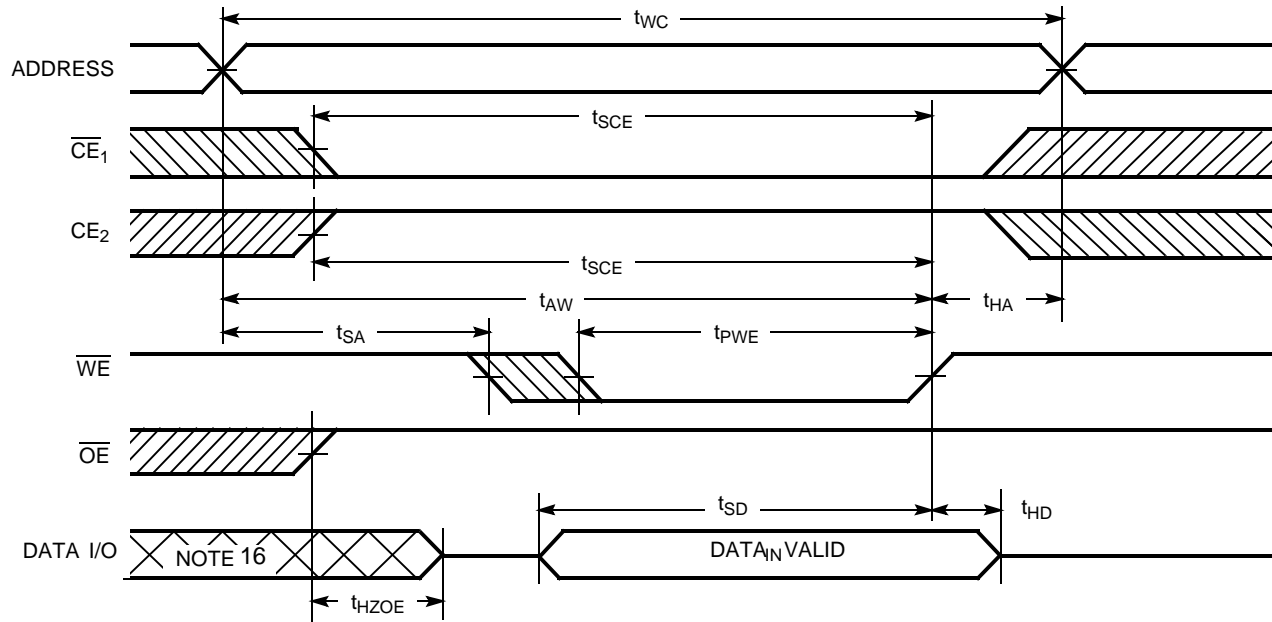 tWC
ADDRESS
tSCE
CE1
CE2
tSCE
tAW
tHA
tSA
tPWE
WE
OE
tSD
tHD
DATA I/O
NOTE 16
DATAIN VALID
tHZOE